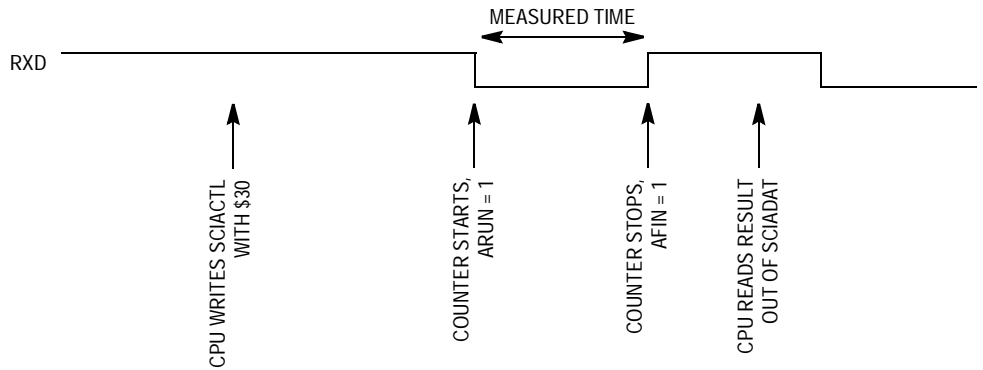 MEASURED TIME
RXD
CPU WRITES SCIACTL
WITH $30
COUNTER STARTS,
ARUN = 1
COUNTER STOPS,
AFIN = 1
CPU READS RESULT
OUT OF SCIADAT